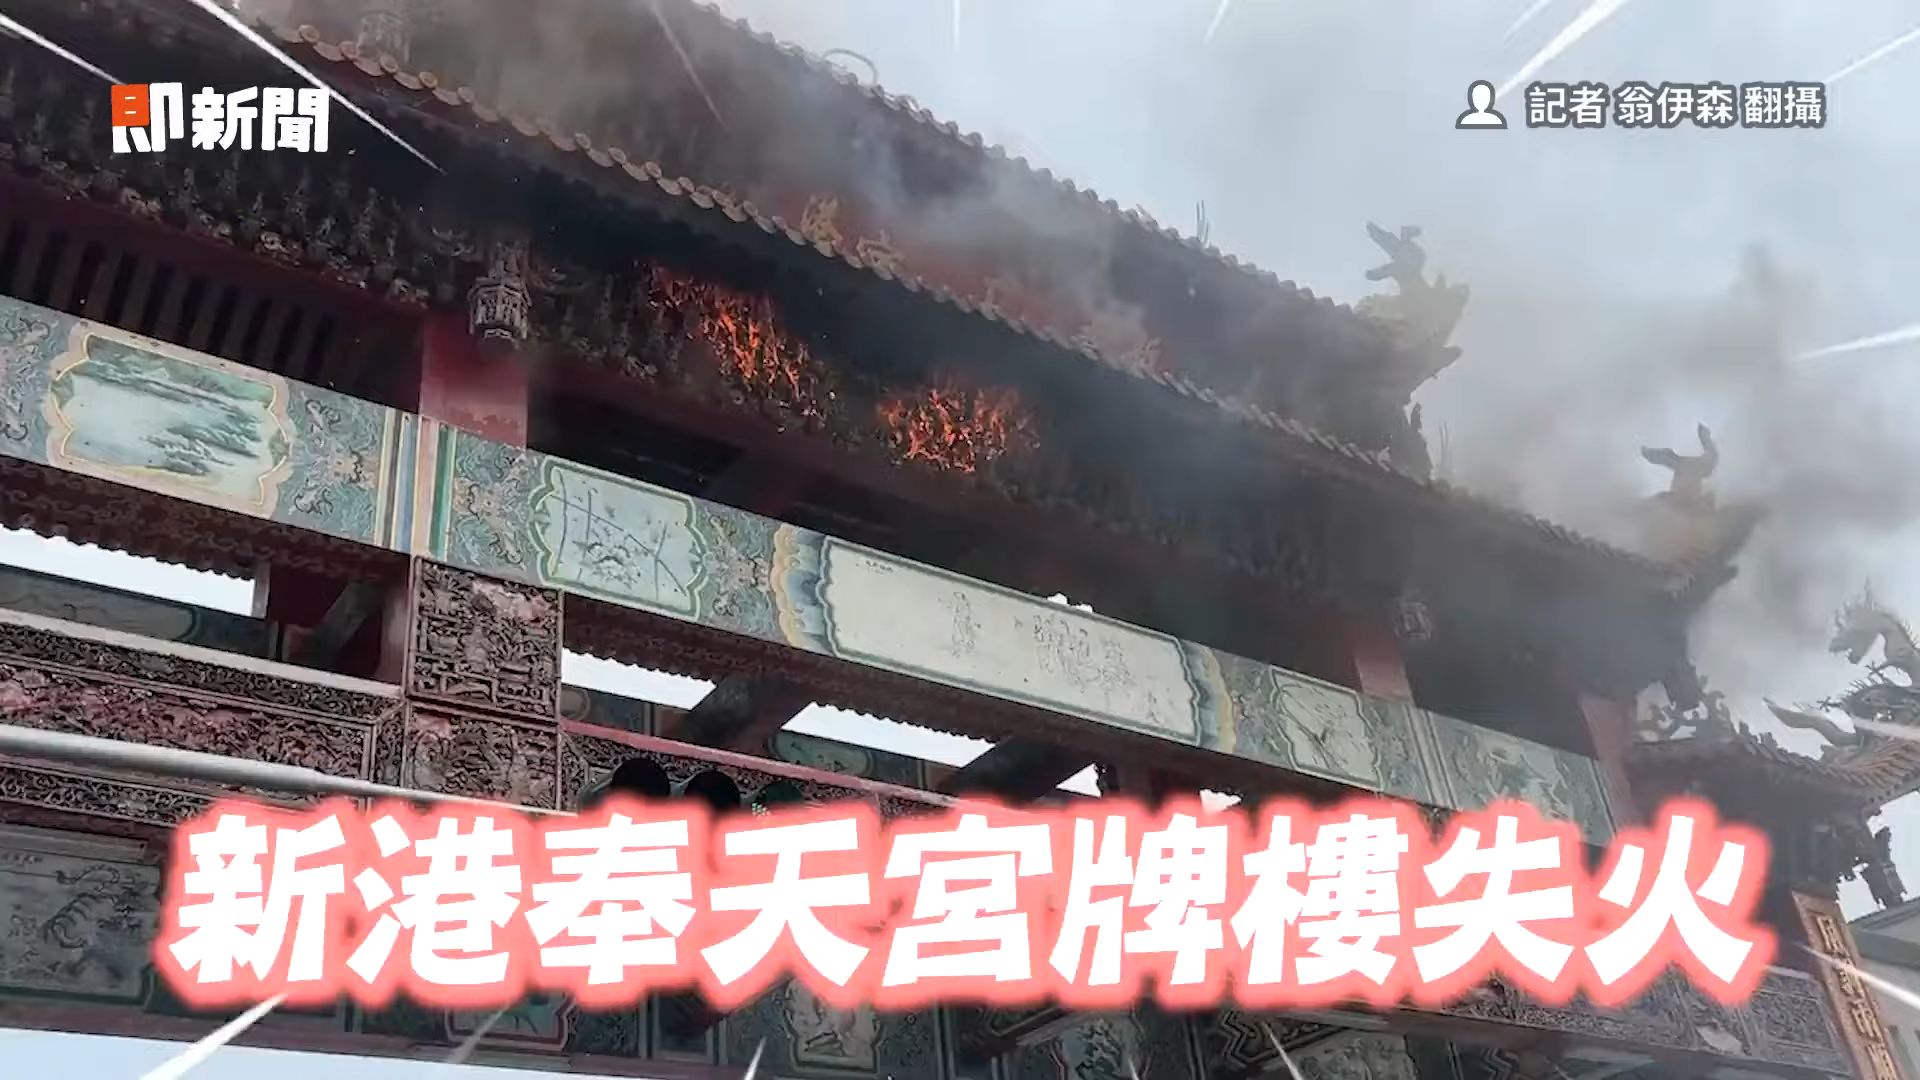 即新聞
記者 翁伊森 翻攝
新港奉天宮牌樓失火